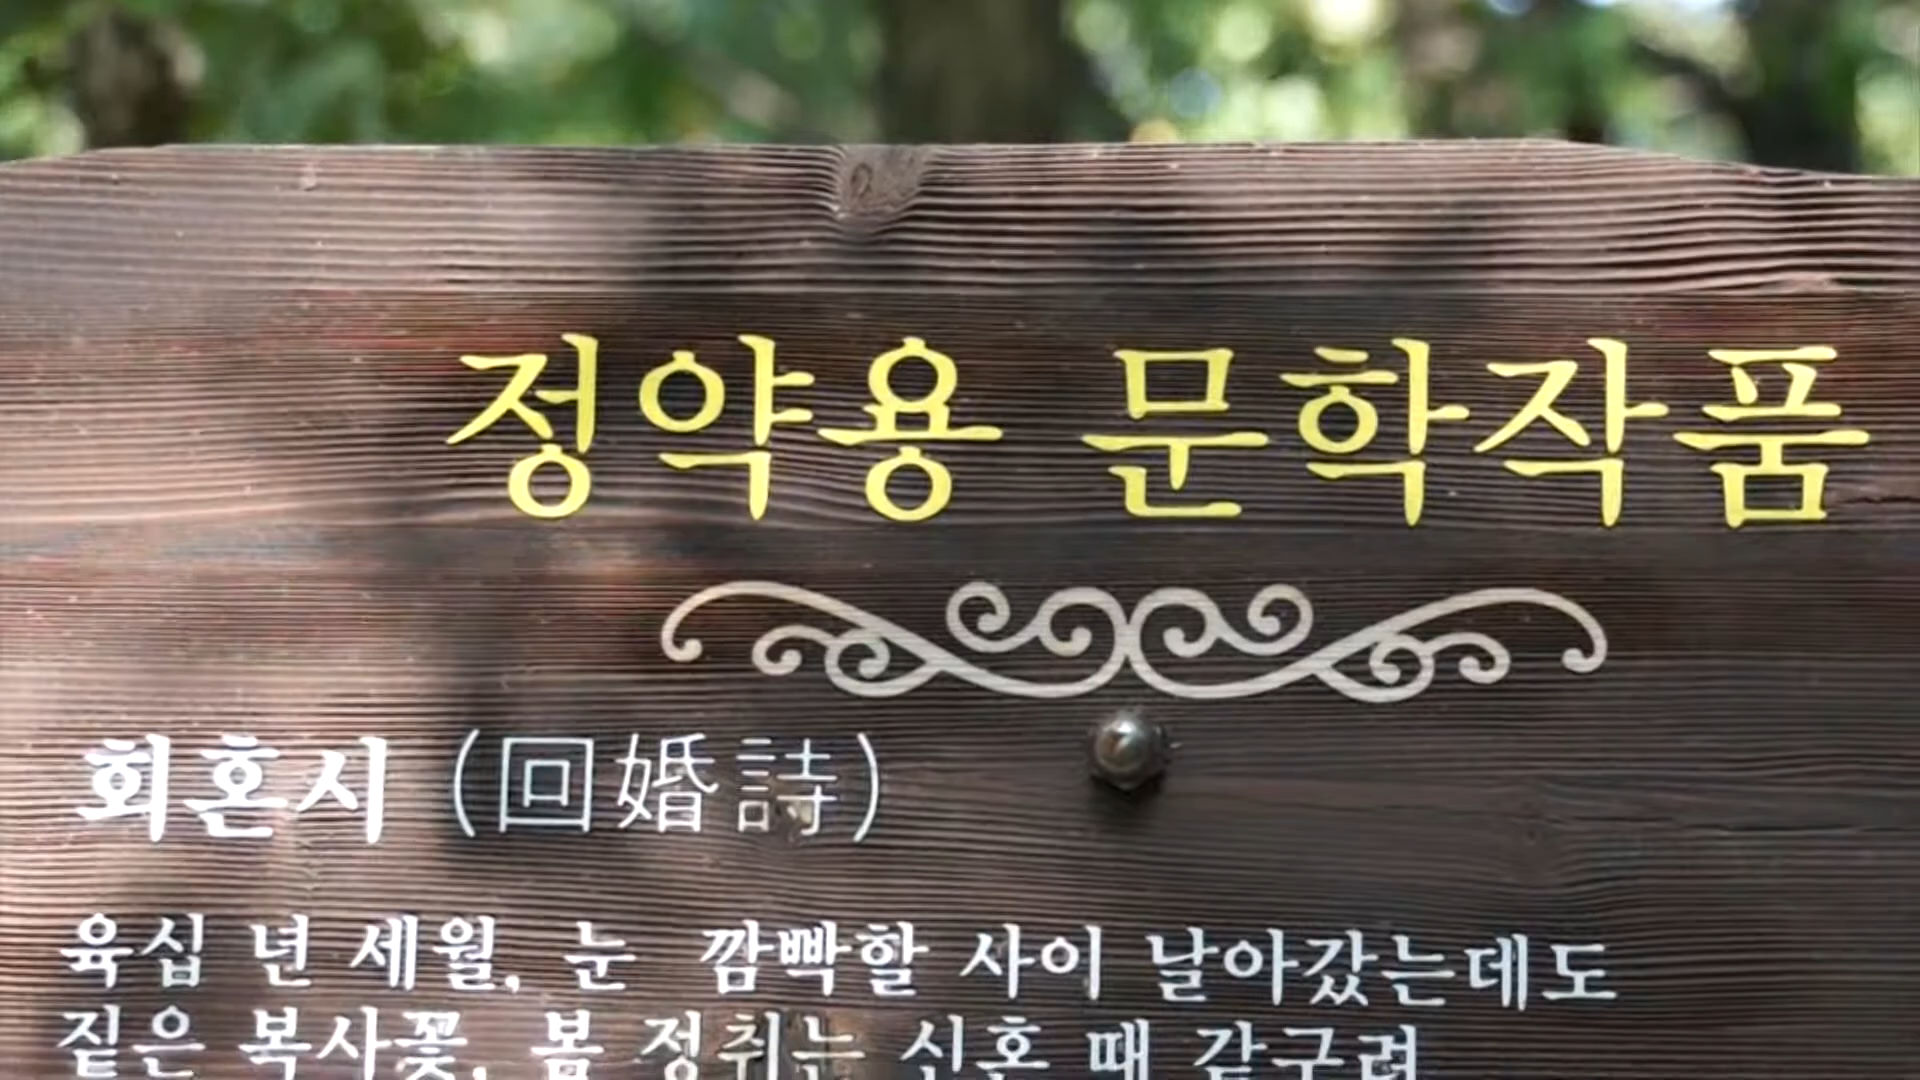 정약용 문학작품
회혼시 (回婚詩)
육십 년 세월, 눈 깜빡할 사이 날아갔는데도
짙은 복사꽃, 봄 정취는 신혼 때 같구려